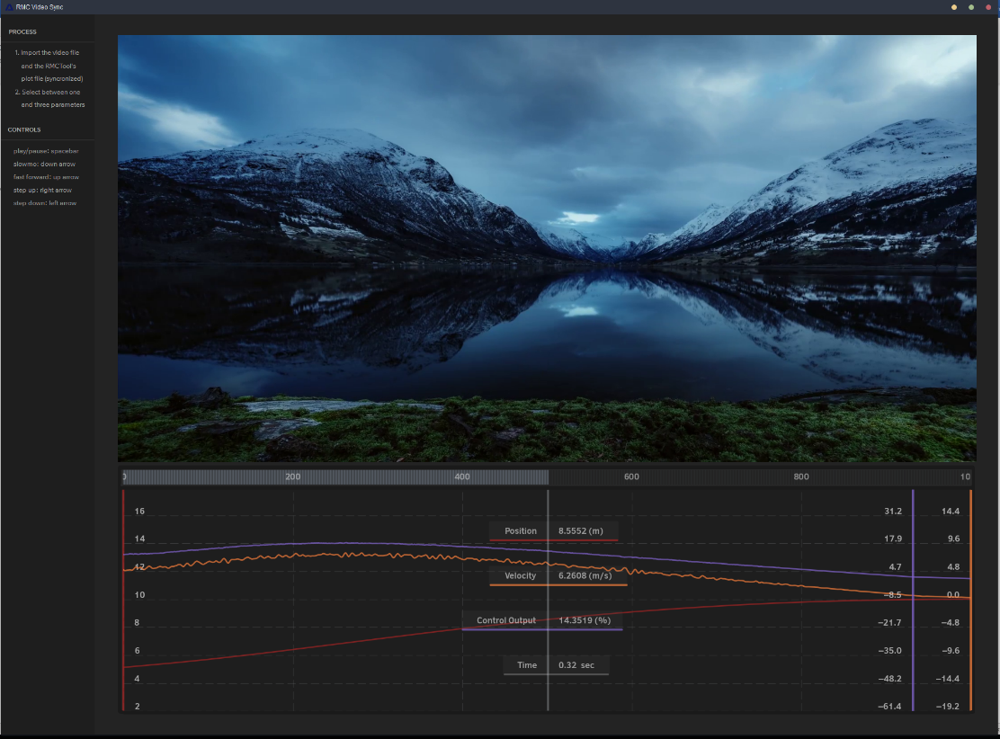 RMC Video Sync
PROCESS
1. Import the video file
and the RMCTool's
plot file (syncronized)
2. Select between one
and three parameters
CONTROLS
play/pause: spacebar
slowmo: down arrow
fast forward: up arrow
step up: right arrow
step down: left arrow
0 200 400 600 800 10
16 31.2 14.4
Position 8.5552 (m)
14 17.9 9.6
12 4.7 4.8
Velocity 6.2608 (m/s)
10 −8.5 0.0
8 −21.7 −4.8
Control Output 14.3519 (%)
6 −35.0 −9.6
Time 0.32 sec
4 −48.2 −14.4
2 −61.4 −19.2